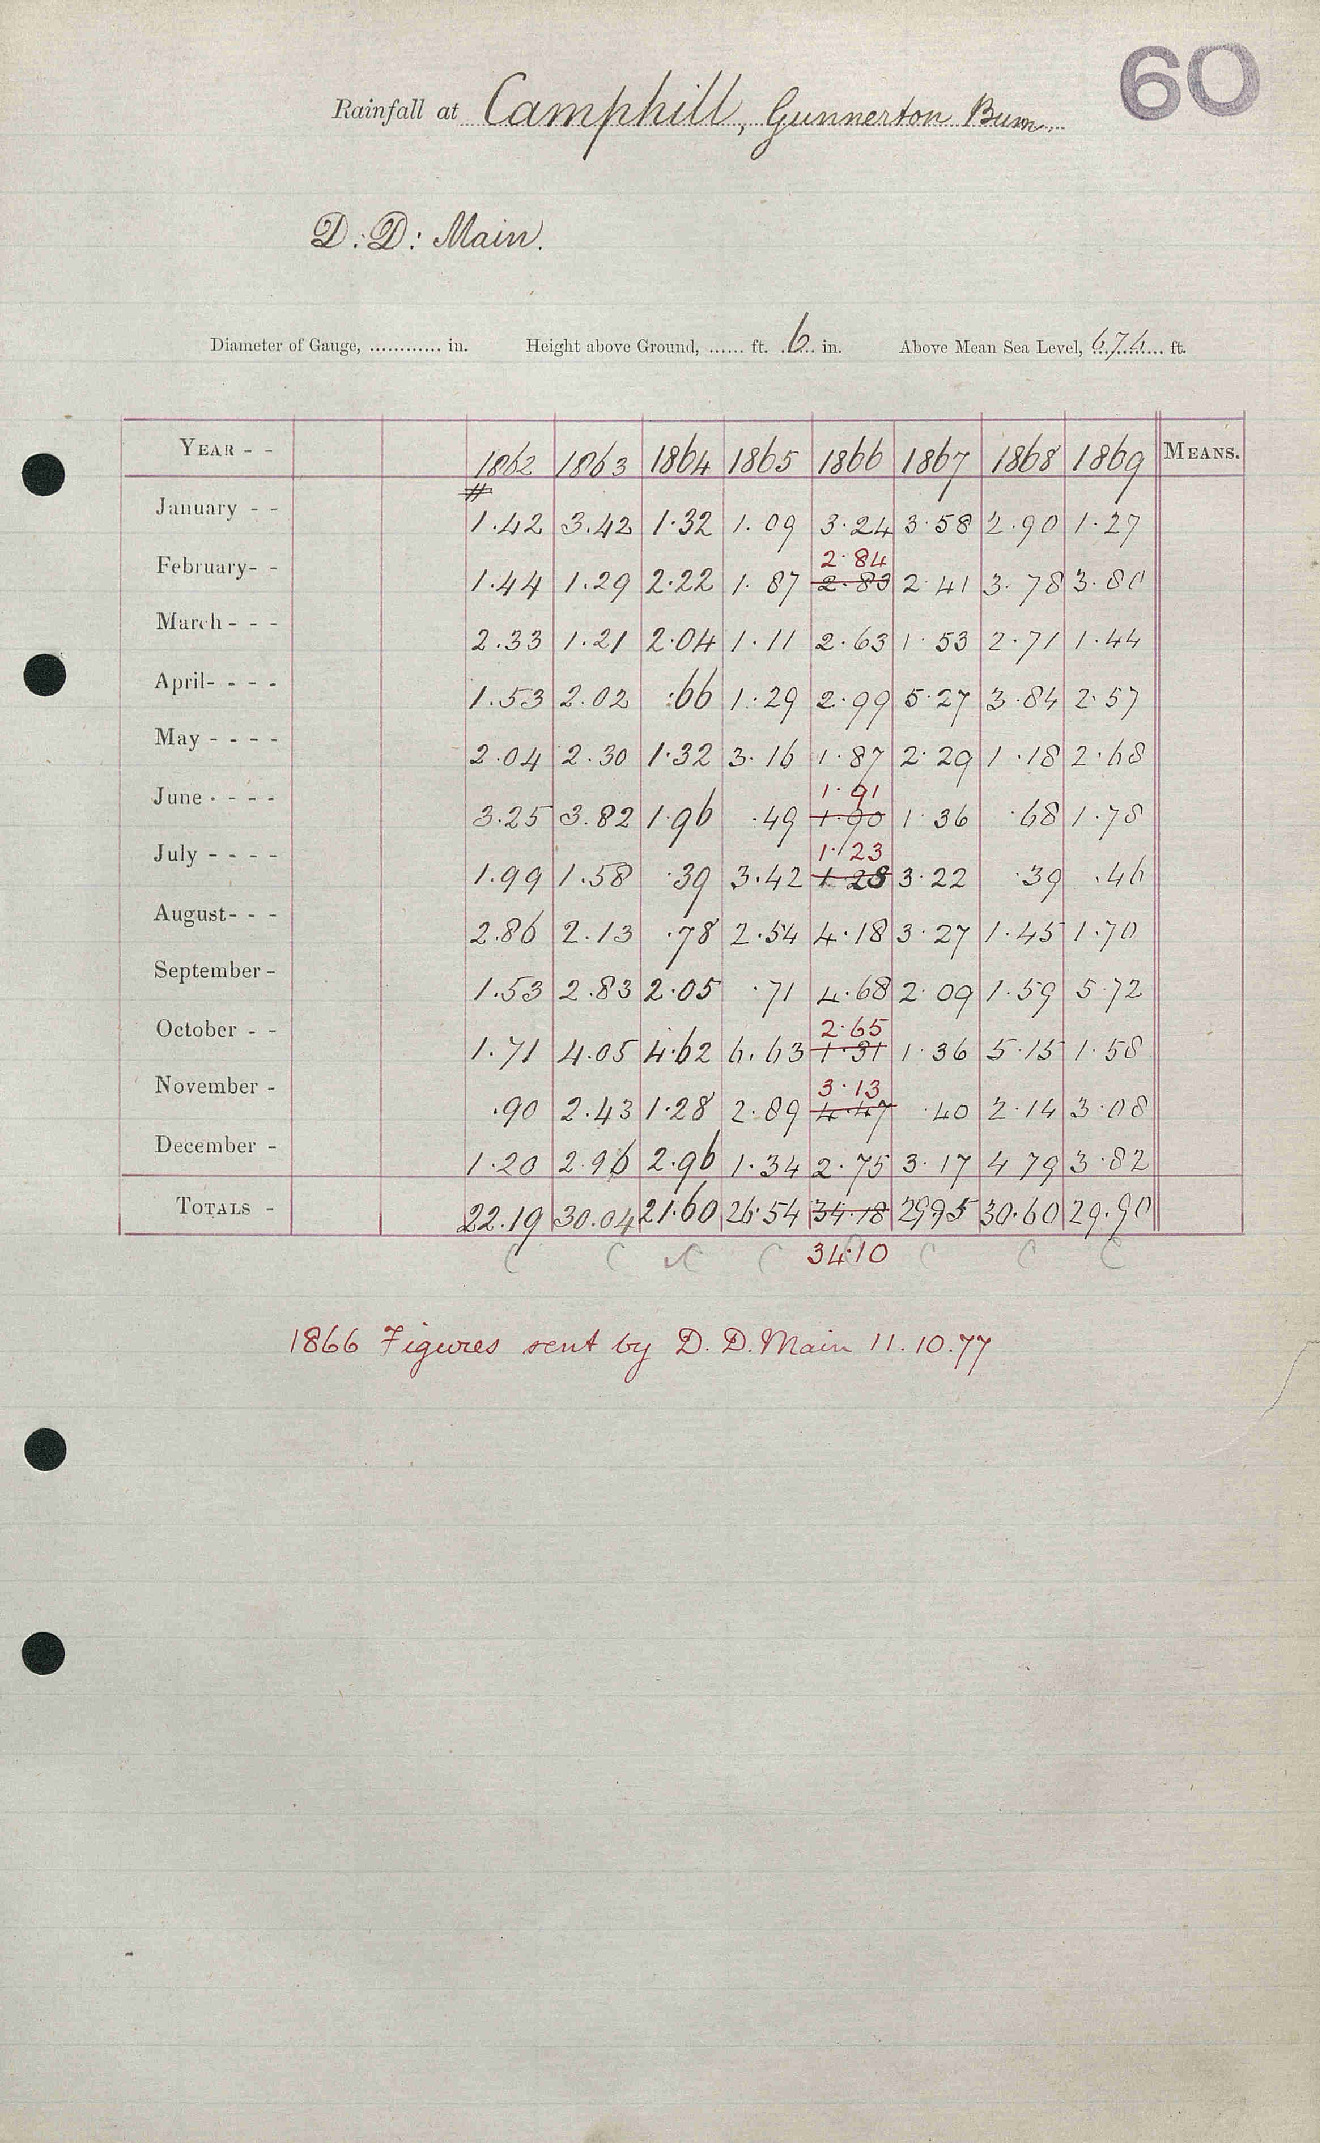 60
Rainfall at Camphill, Gunnerton Burn
D. D: Main.
Diameter of Gauge, ............ in. Height above Ground, ...... ft. 6 in. Above Mean Sea Level, 676 ft.
YEAR - - 1862 1863 1864 1865 1866 1867 1868 1869 MEANS.
#
January - - 1.42 3.42 1.32 1.09 3.24 3.58 2.90 1.27
2.84
February- - 1.44 1.29 2.22 1.87 2.83 2.41 3.78 3.80
March - - - 2.33 1.21 2.04 1.11 2.63 1.53 2.71 1.44
April- - - - 1.53 2.02 .66 1.29 2.99 5.27 3.84 2.57
May - - - - 2.04 2.30 1.32 3.16 1.87 2.29 1.18 2.68
1.91
June - - - - 3.25 3.82 1.96 .49 1.90 1.36 .68 1.78
1.23
July - - - - 1.99 1.58 .39 3.42 1.28 3.22 .39 .46
August- - - 2.86 2.13 .78 2.54 4.18 3.27 1.45 1.70
September - 1.53 2.83 2.05 .71 4.68 2.09 1.59 5.72
2.65
October - - 1.71 4.05 4.62 6.63 1.31 1.36 5.15 1.58
3.13
November - .90 2.43 1.28 2.89 4.47 .40 2.14 3.08
December - 1.20 2.96 2.96 1.34 2.75 3.17 4.79 3.82
TOTALS - 22.19 30.04 21.60 26.54 34.18 29.95 30.60 29.90
34.10
1866 Figures sent by D. D. Main 11.10.77